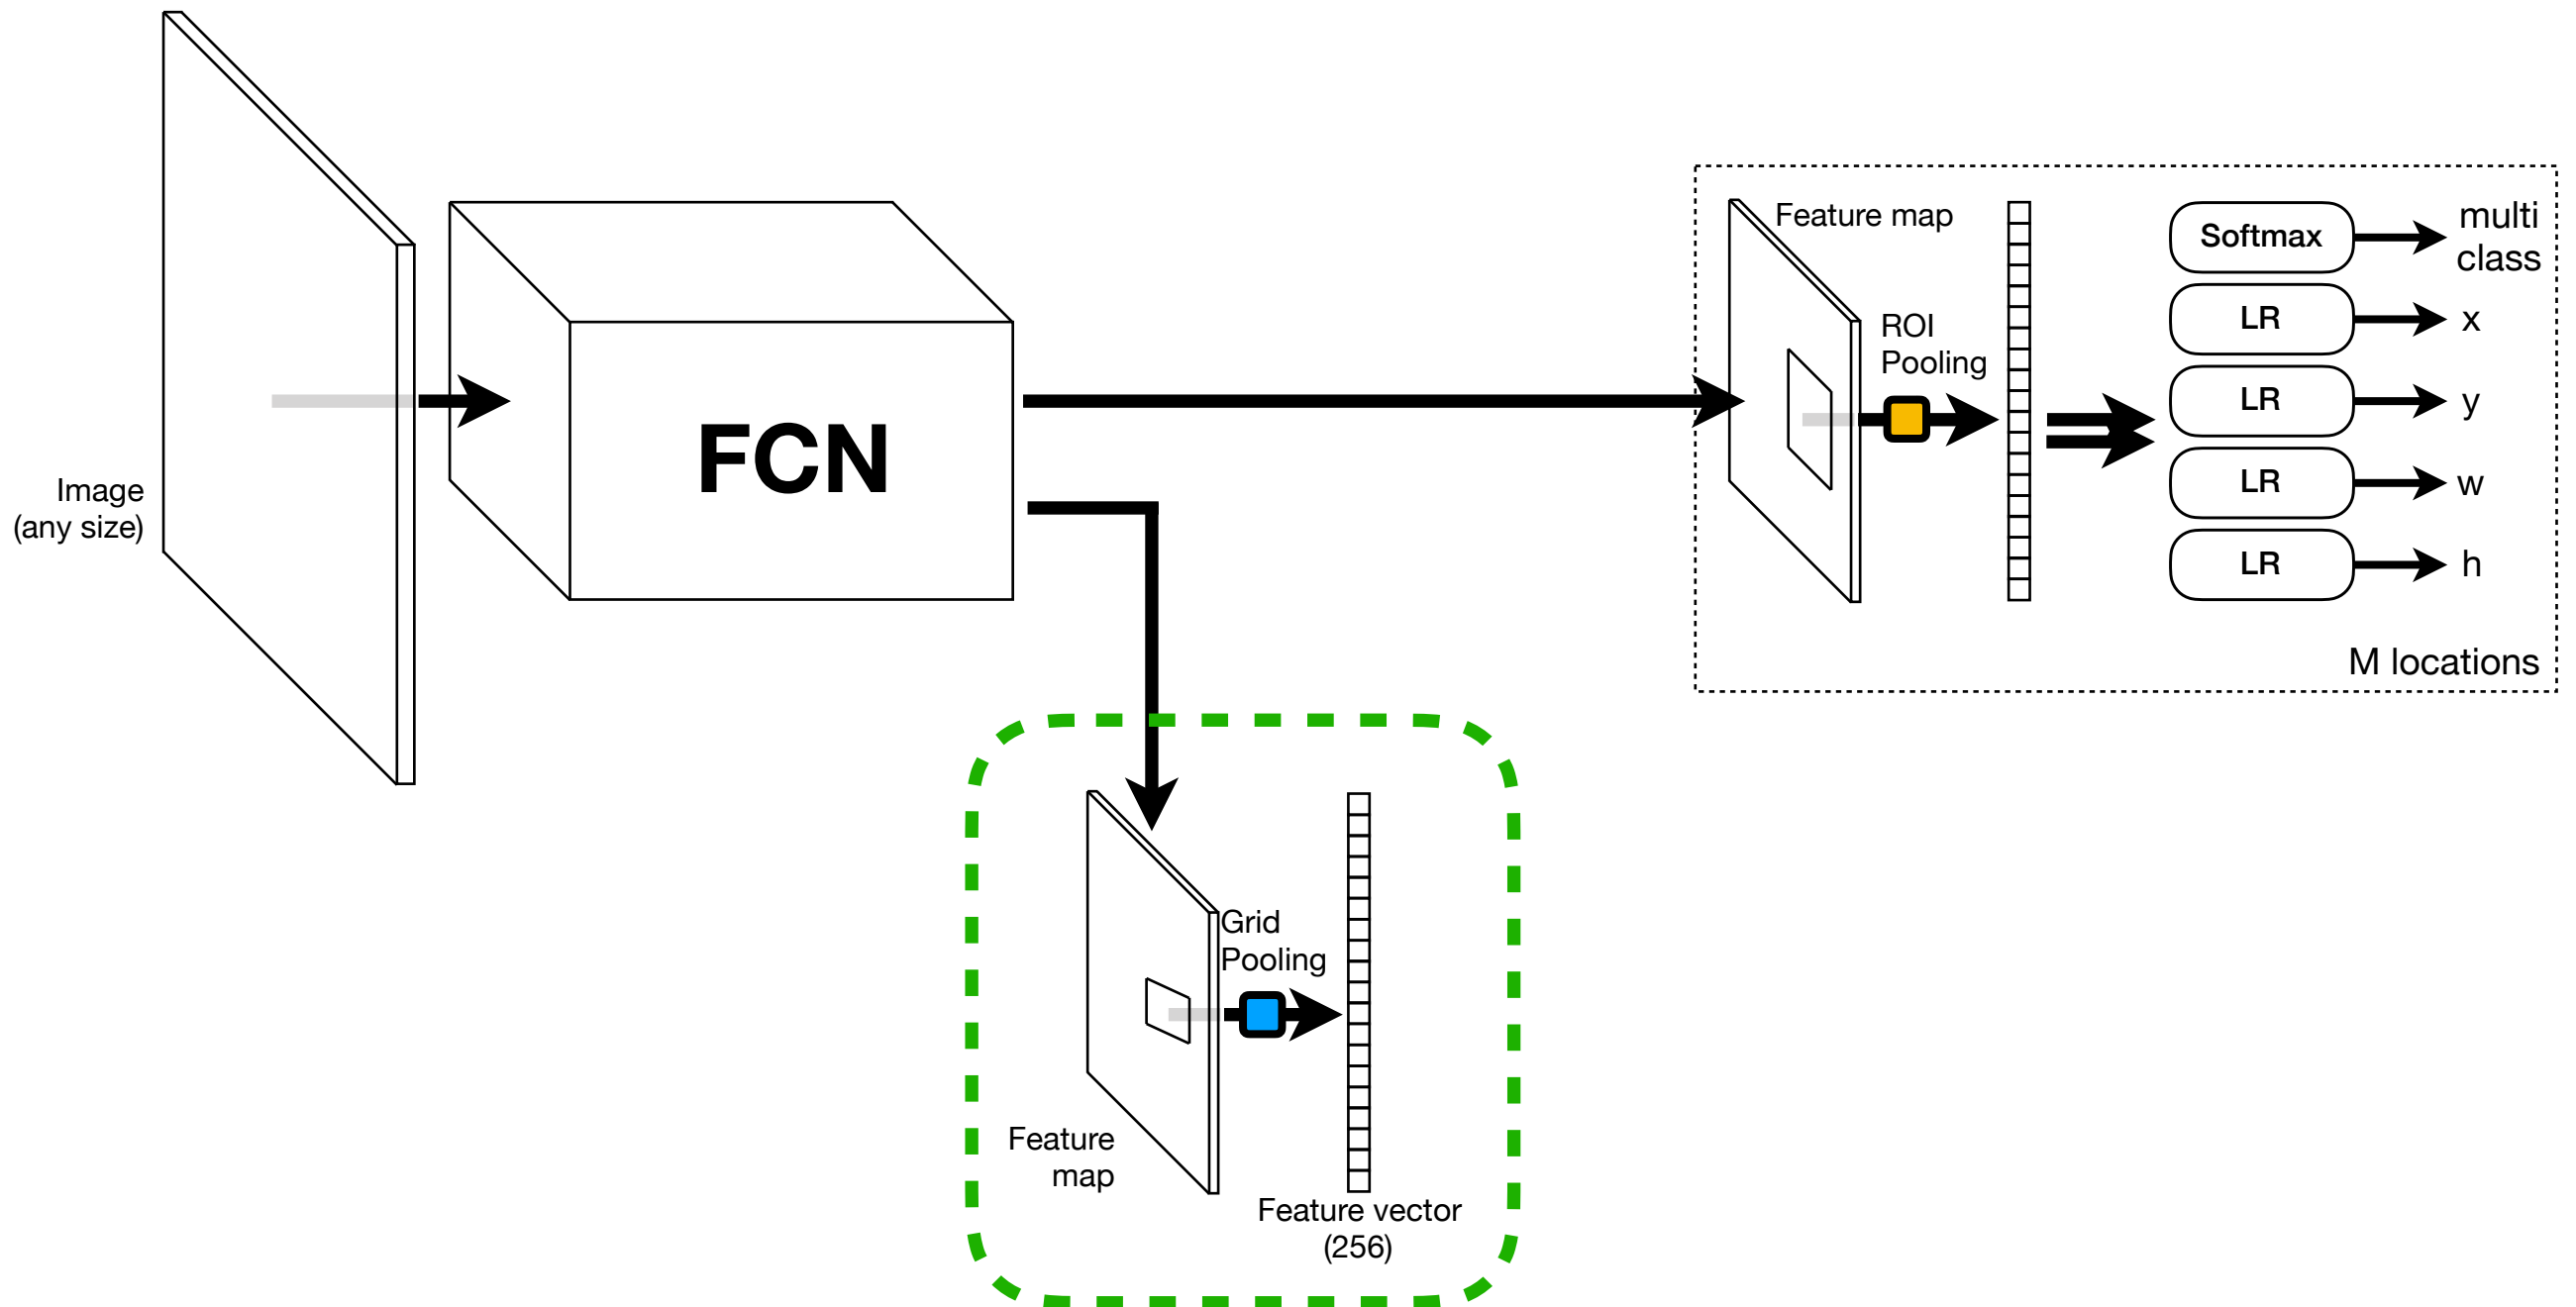 Image
(any size)
FCN
Feature map
ROI
Pooling
Softmax
multi
class
LR
x
LR
y
LR
w
LR
h
M locations
Grid
Pooling
Feature
map
Feature vector
(256)